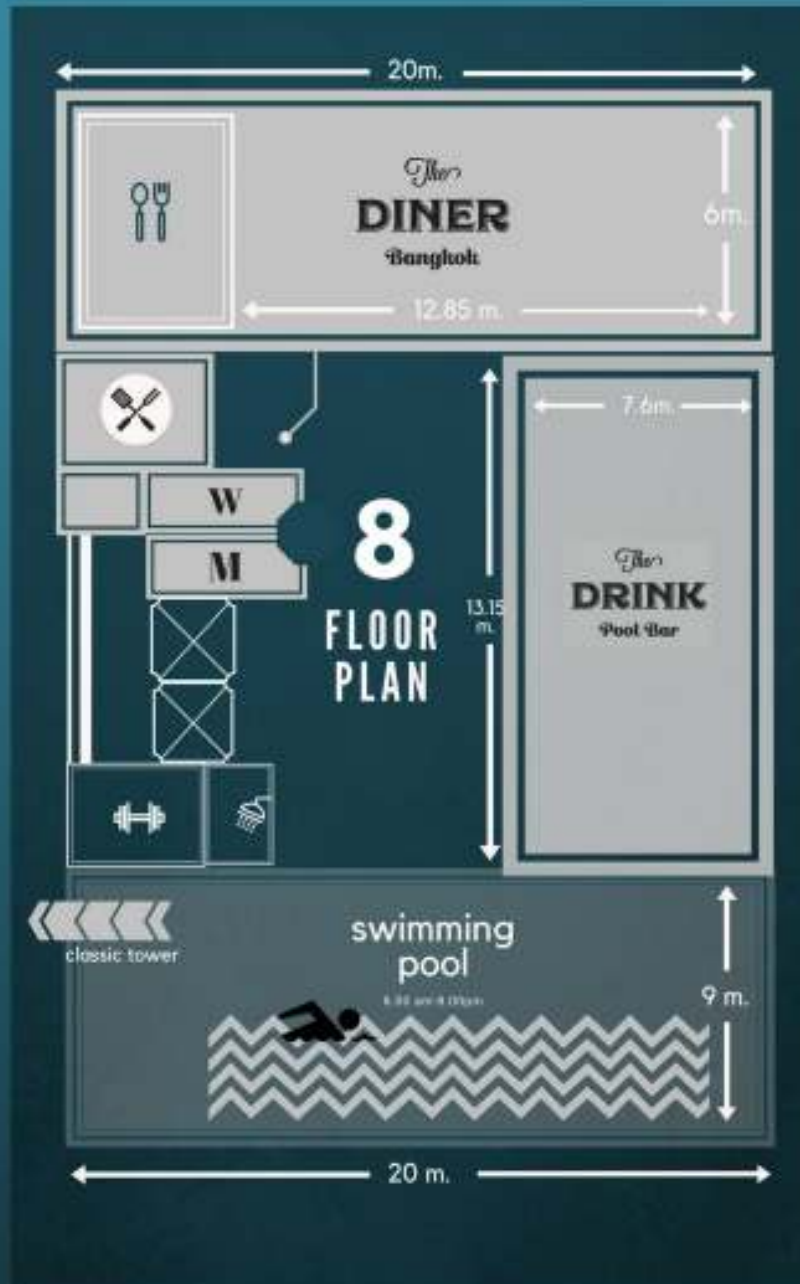 20m.
The
DINER
Bangkok
6m.
12.85 m.
7.6m.
W
M
8
FLOOR
PLAN
13.15
m.
The
DRINK
Pool Bar
classic tower
swimming
pool
9 m.
20 m.